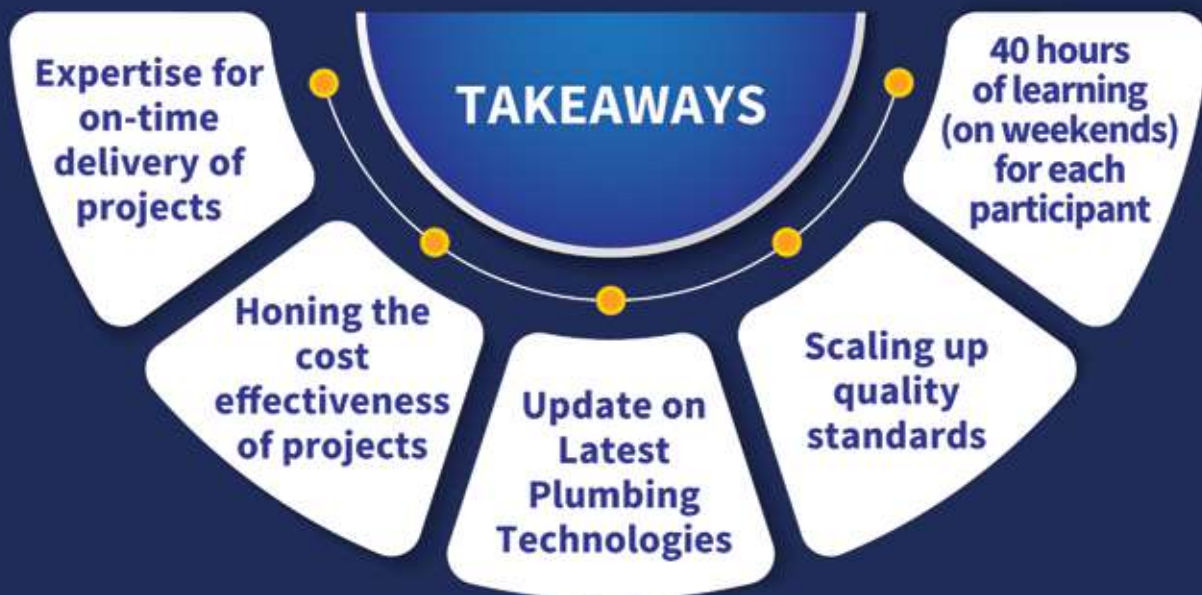 TAKEAWAYS
Expertise for
on-time
delivery of
projects
Honing the
cost
effectiveness
of projects
Update on
Latest
Plumbing
Technologies
Scaling up
quality
standards
40 hours
of learning
(on weekends)
for each
participant